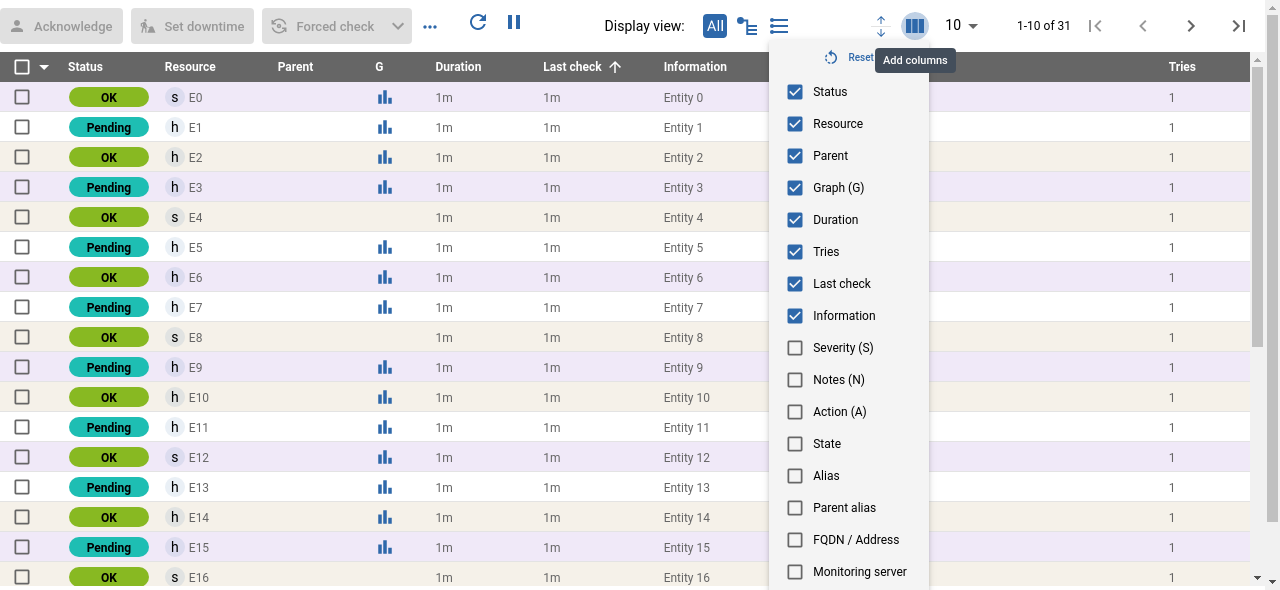 Acknowledge Set downtime Forced check Display view: All 10 1-10 of 31
Reset Add columns
Status Resource Parent G Duration Last check Information Tries
OK s E0 1m 1m Entity 0 1
Pending h E1 1m 1m Entity 1 1
OK h E2 1m 1m Entity 2 1
Pending h E3 1m 1m Entity 3 1
OK s E4 1m 1m Entity 4 1
Pending h E5 1m 1m Entity 5 1
OK h E6 1m 1m Entity 6 1
Pending h E7 1m 1m Entity 7 1
OK s E8 1m 1m Entity 8 1
Pending h E9 1m 1m Entity 9 1
OK h E10 1m 1m Entity 10 1
Pending h E11 1m 1m Entity 11 1
OK s E12 1m 1m Entity 12 1
Pending h E13 1m 1m Entity 13 1
OK h E14 1m 1m Entity 14 1
Pending h E15 1m 1m Entity 15 1
OK s E16 1m 1m Entity 16 1
Status
Resource
Parent
Graph (G)
Duration
Tries
Last check
Information
Severity (S)
Notes (N)
Action (A)
State
Alias
Parent alias
FQDN / Address
Monitoring server